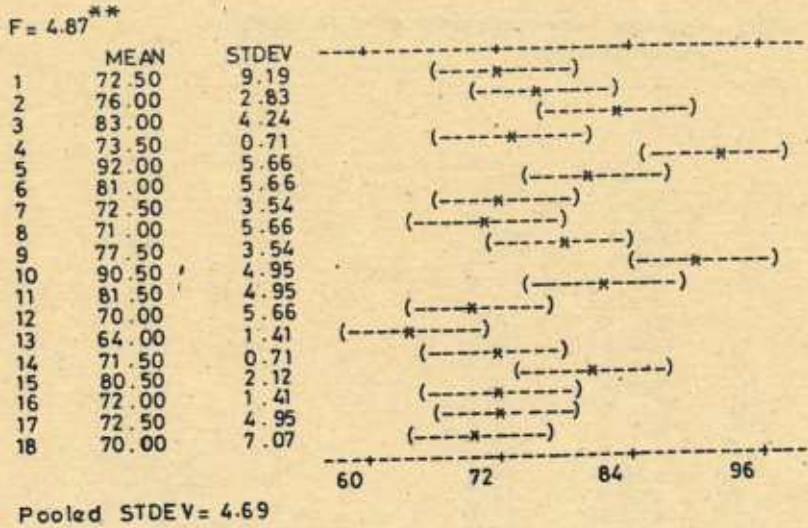 F= 4.87**
MEAN STDEV -----+---------+---------+---------+---
1 72.50 9.19 (----*------)
2 76.00 2.83 (----*------)
3 83.00 4.24 (-----*-----)
4 73.50 0.71 (-----*-----)
5 92.00 5.66 (-----*----)
6 81.00 5.66 (----*-----)
7 72.50 3.54 (----*------)
8 71.00 5.66 (-----*-----)
9 77.50 3.54 (-----*----)
10 90.50 4.95 (----*-----)
11 81.50 4.95 (-----*-----)
12 70.00 5.66 (----*-----)
13 64.00 1.41 (----*-----)
14 71.50 0.71 (-----*----)
15 80.50 2.12 (-----*-----)
16 72.00 1.41 (-----*-----)
17 72.50 4.95 (----*-----)
18 70.00 7.07 (----*-----)
-----+---------+---------+---------+---
60 72 84 96
Pooled STDEV= 4.69